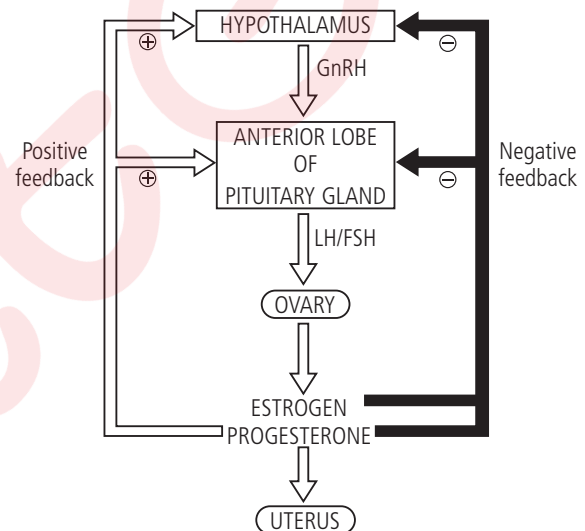 HYPOTHALAMUS
⊕
⊖
GnRH
Positive
feedback
ANTERIOR LOBE
OF
PITUITARY GLAND
Negative
feedback
⊕
⊖
LH/FSH
OVARY
ESTROGEN
PROGESTERONE
UTERUS